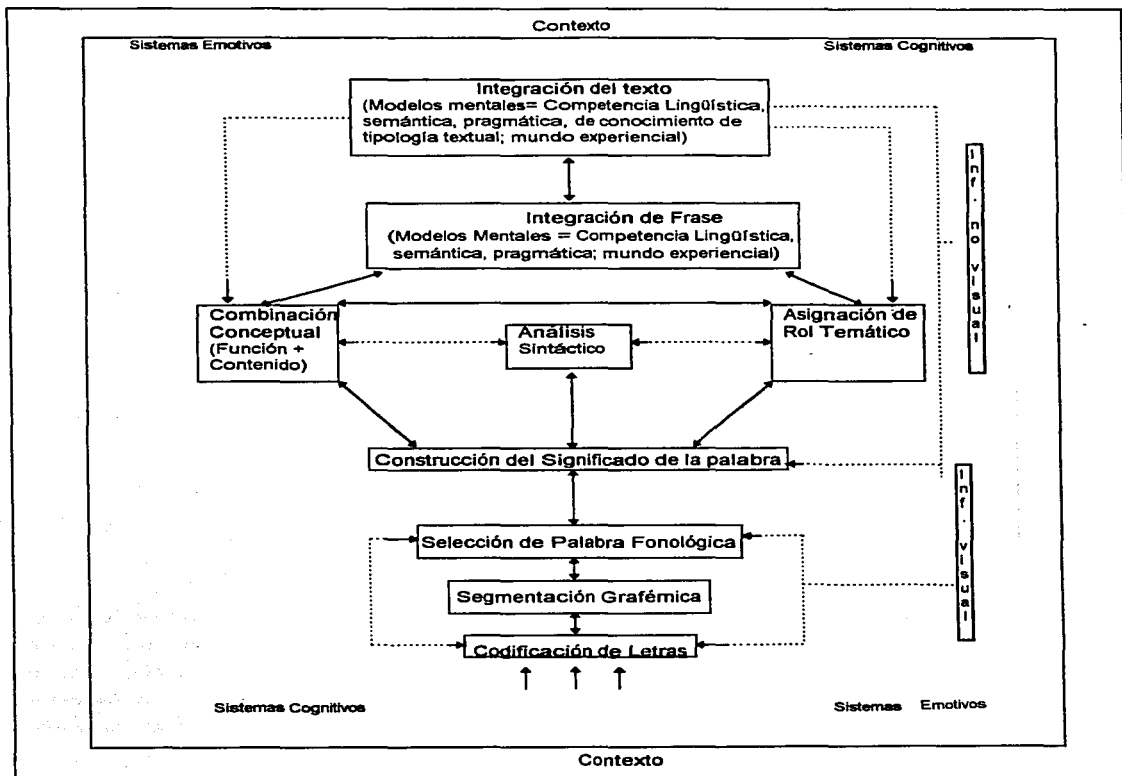 Contexto
Sistemas Emotivos
Sistemas Cognitivos
Integración del texto
(Modelos mentales= Competencia Lingüística,
semántica, pragmática, de conocimiento de
tipología textual; mundo experiencial)
Inf. no visual
Integración de Frase
(Modelos Mentales = Competencia Lingüística,
semántica, pragmática; mundo experiencial)
Combinación
Conceptual
(Función +
Contenido)
Análisis
Sintáctico
Asignación de
Rol Temático
Construcción del Significado de la palabra
Inf. visual
Selección de Palabra Fonológica
Segmentación Grafémica
Codificación de Letras
Sistemas Cognitivos
Sistemas Emotivos
Contexto